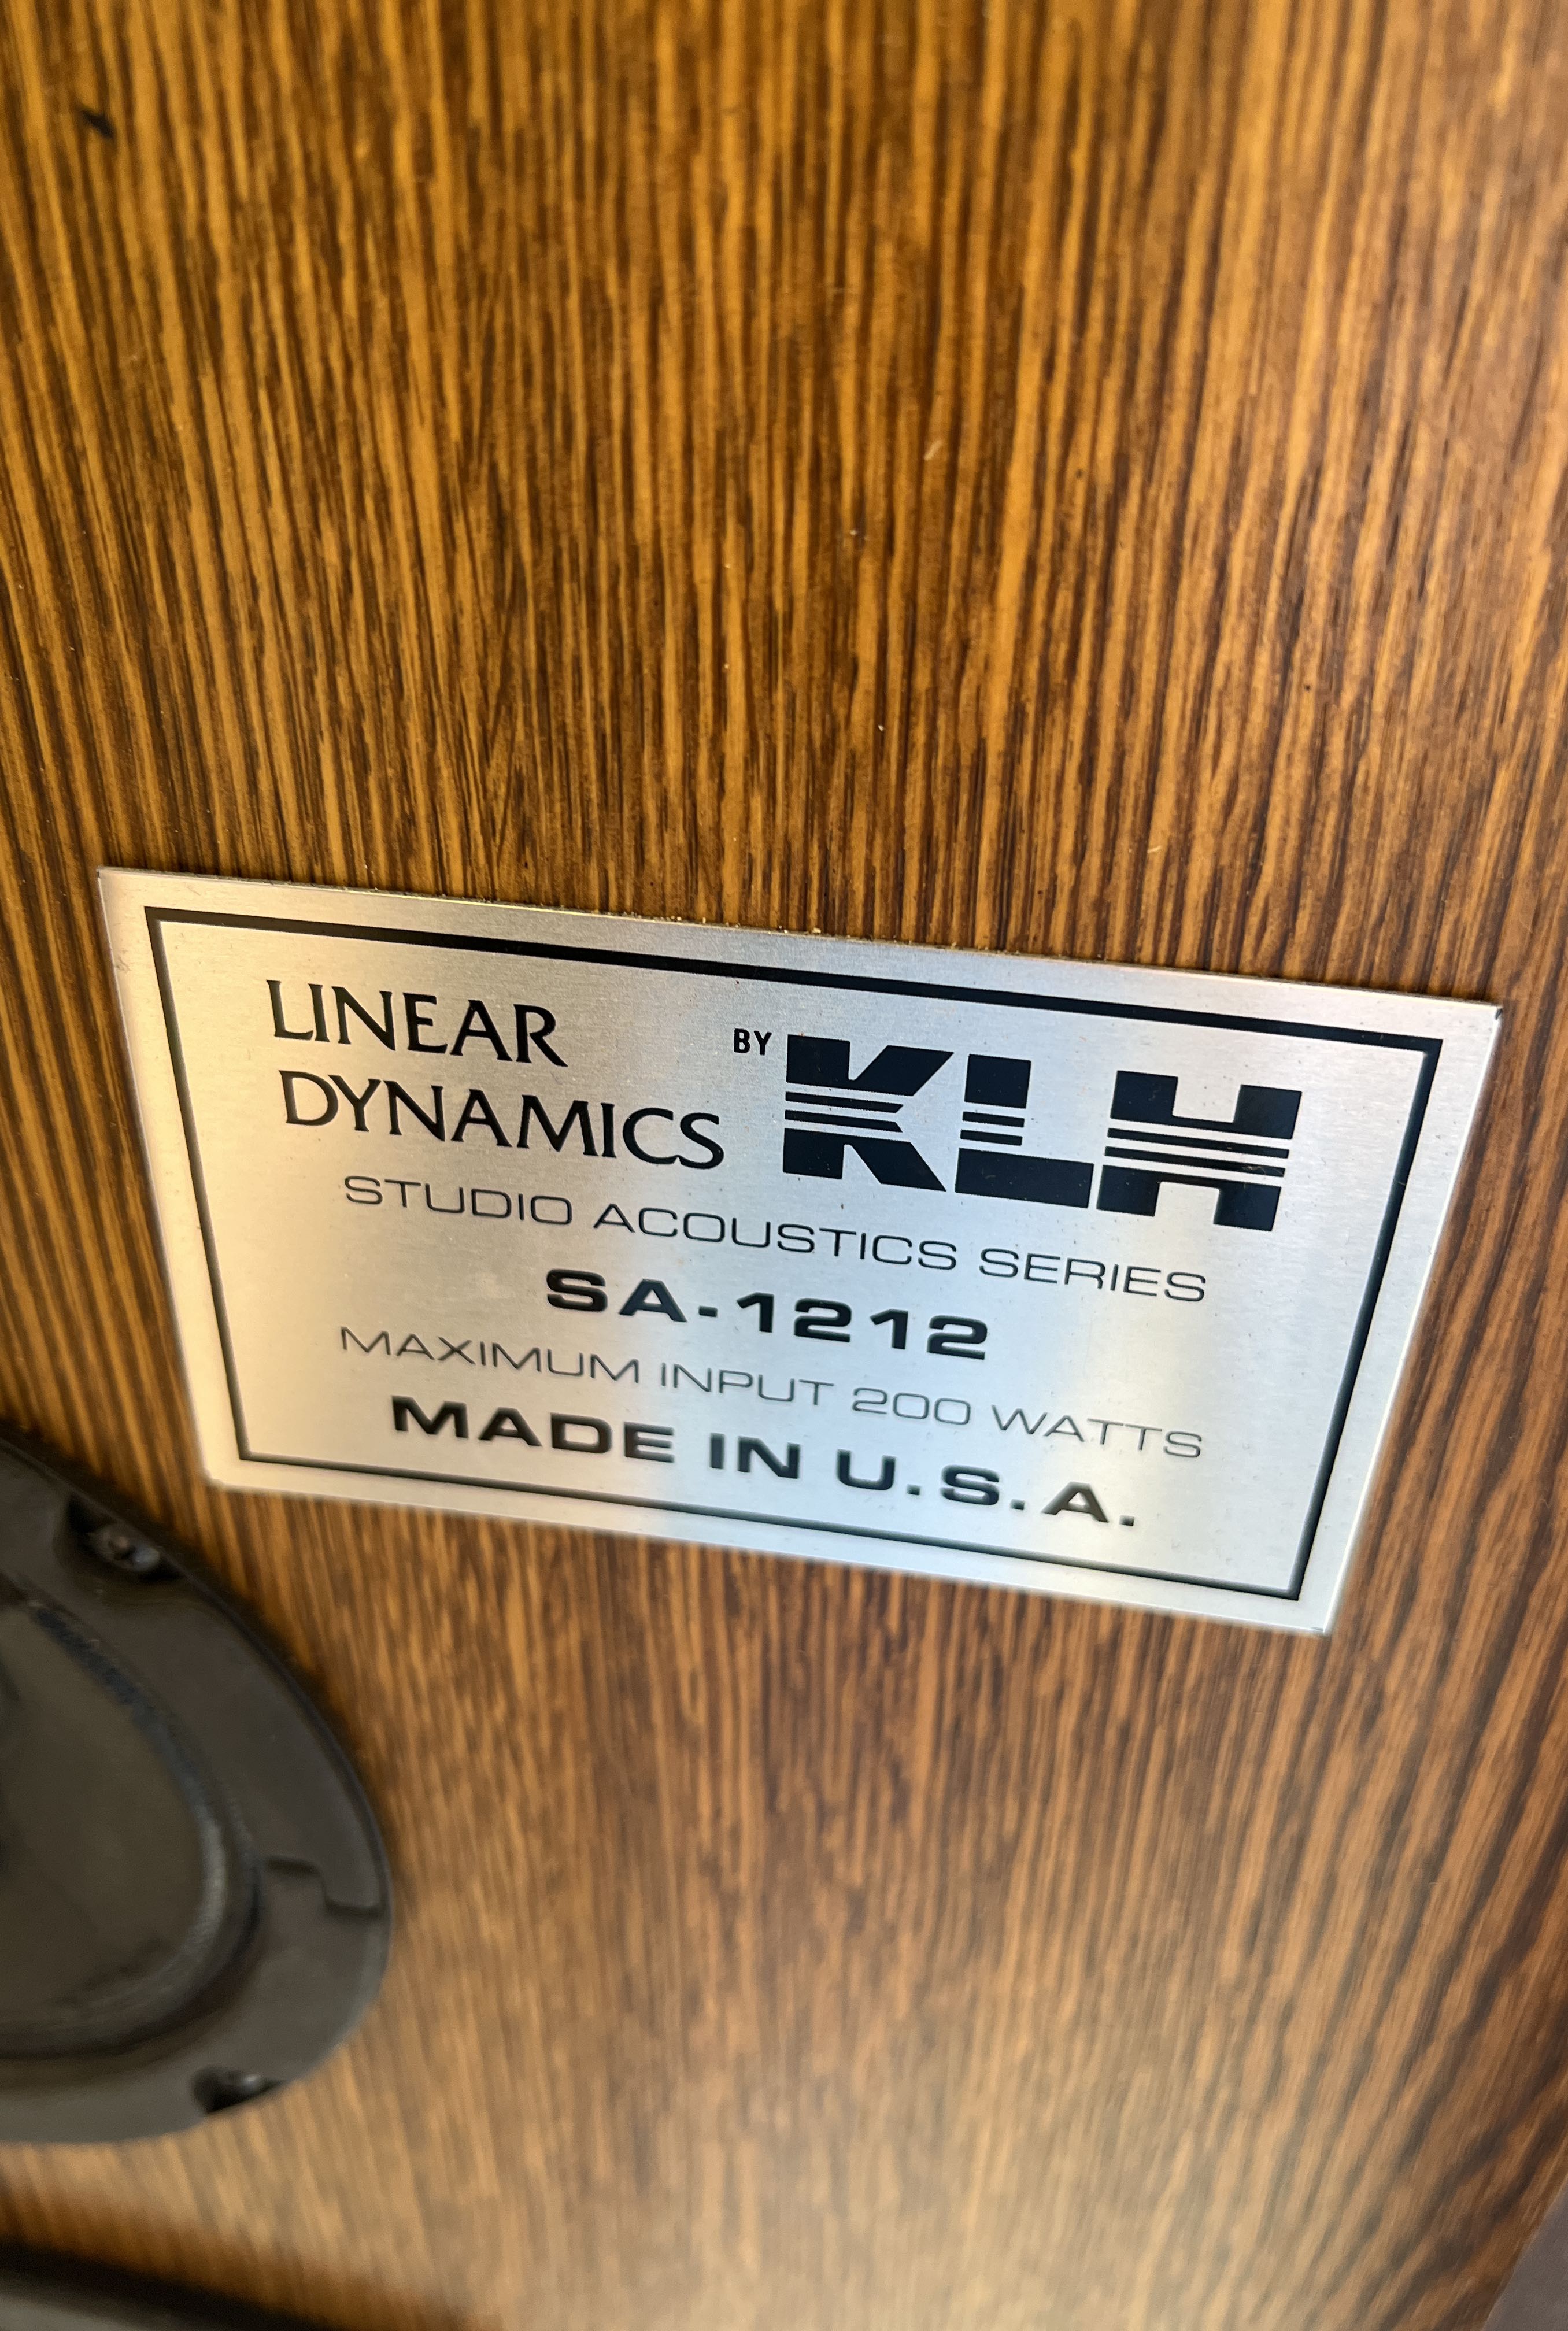 LINEAR
DYNAMICS
BY KLH
STUDIO ACOUSTICS SERIES
SA-1212
MAXIMUM INPUT 200 WATTS
MADE IN U.S.A.